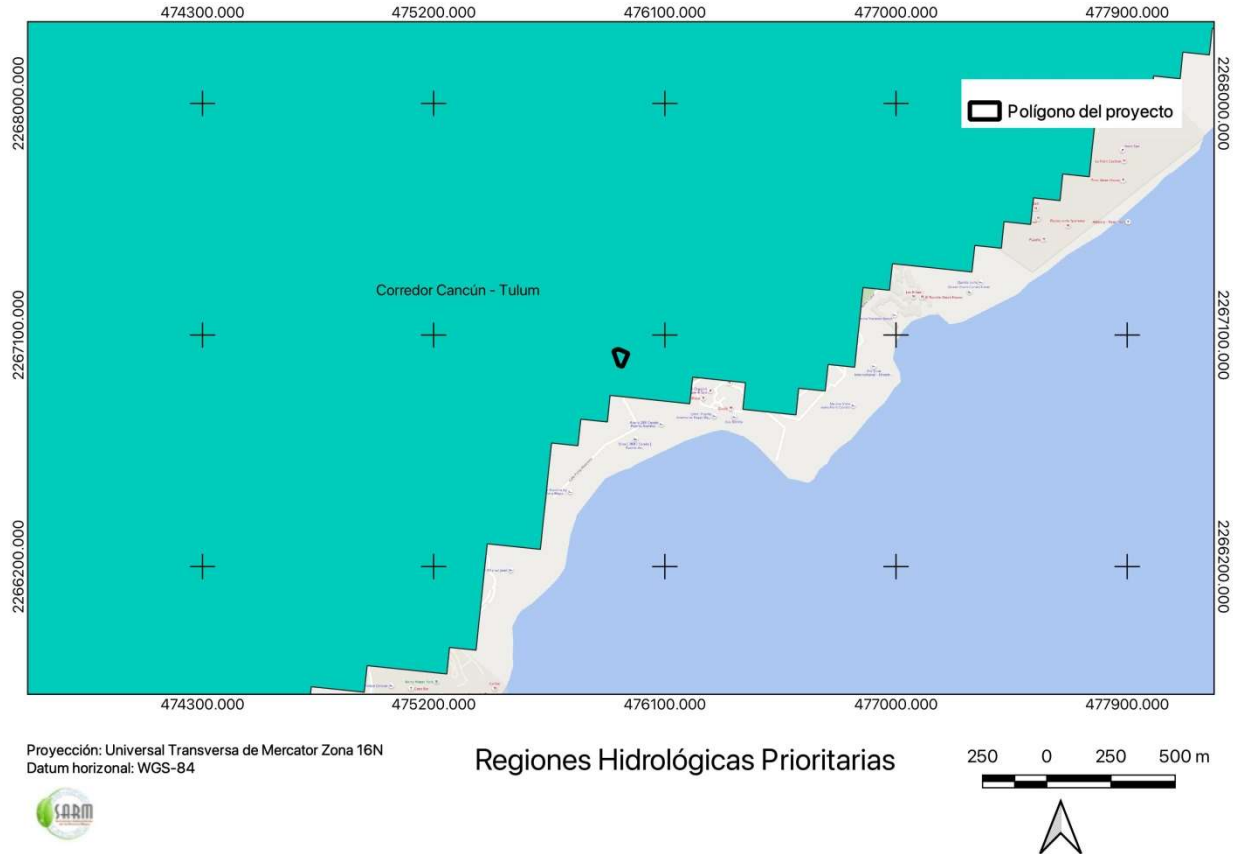 474300.000 475200.000 476100.000 477000.000 477900.000
2268000.000
2268000.000
Polígono del proyecto
Corredor Cancún - Tulum
2267100.000
2267100.000
2266200.000
2266200.000
474300.000 475200.000 476100.000 477000.000 477900.000
Proyección: Universal Transversa de Mercator Zona 16N
Datum horizonal: WGS-84
Regiones Hidrológicas Prioritarias
250 0 250 500 m
SARM